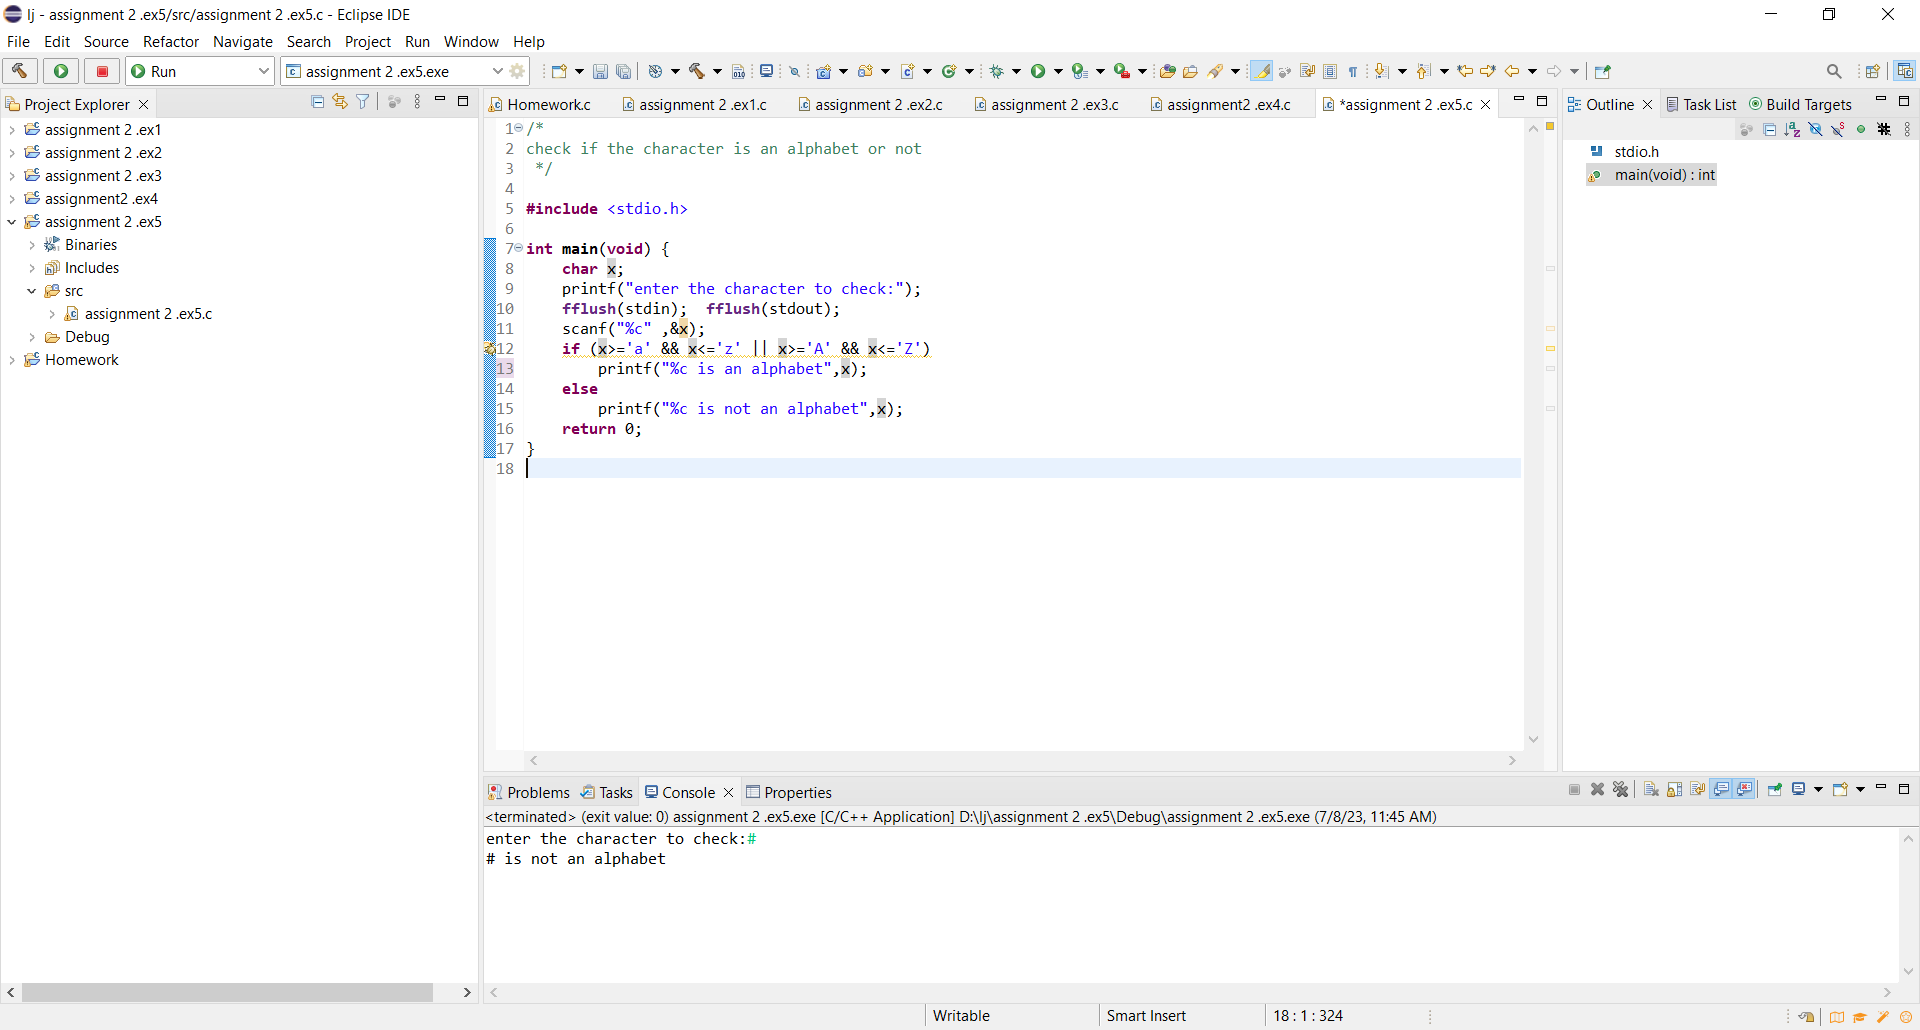 lj - assignment 2 .ex5/src/assignment 2 .ex5.c - Eclipse IDE
File Edit Source Refactor Navigate Search Project Run Window Help
Run assignment 2 .ex5.exe
Project Explorer
assignment 2 .ex1
assignment 2 .ex2
assignment 2 .ex3
assignment2 .ex4
assignment 2 .ex5
Binaries
Includes
src
assignment 2 .ex5.c
Debug
Homework
Homework.c assignment 2 .ex1.c assignment 2 .ex2.c assignment 2 .ex3.c assignment2 .ex4.c *assignment 2 .ex5.c
1 /*
2 check if the character is an alphabet or not
3 */
4
5 #include <stdio.h>
6
7 int main(void) {
8 char x;
9 printf("enter the character to check:");
10 fflush(stdin); fflush(stdout);
11 scanf("%c" ,&x);
12 if (x>='a' && x<='z' || x>='A' && x<='Z')
13 printf("%c is an alphabet",x);
14 else
15 printf("%c is not an alphabet",x);
16 return 0;
17 }
18
Outline Task List Build Targets
stdio.h
main(void) : int
Problems Tasks Console Properties
<terminated> (exit value: 0) assignment 2 .ex5.exe [C/C++ Application] D:\lj\assignment 2 .ex5\Debug\assignment 2 .ex5.exe (7/8/23, 11:45 AM)
enter the character to check:#
# is not an alphabet
Writable Smart Insert 18 : 1 : 324